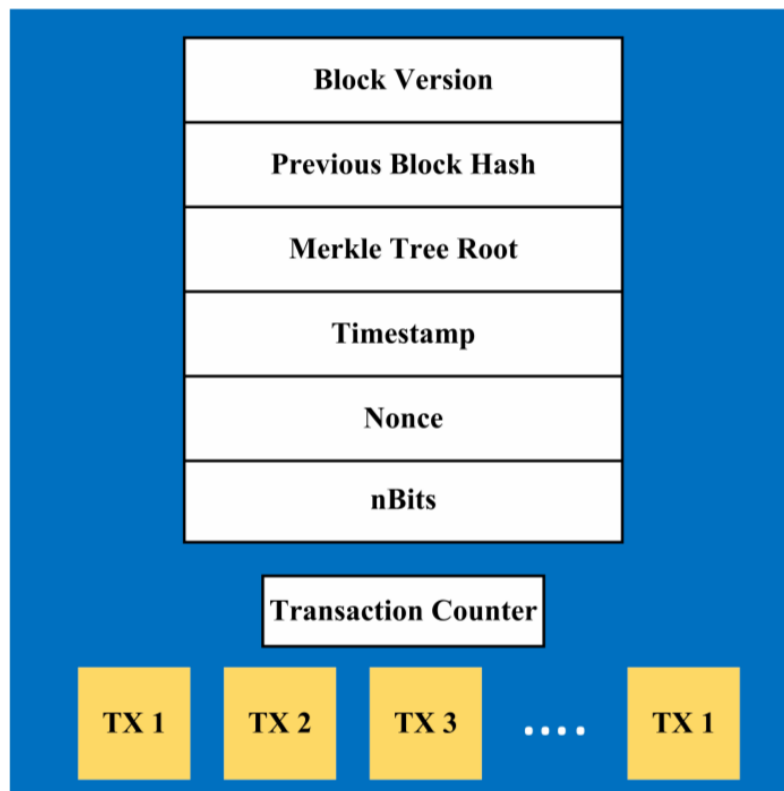 Block Version
Previous Block Hash
Merkle Tree Root
Timestamp
Nonce
nBits
Transaction Counter
TX 1 TX 2 TX 3 .... TX 1